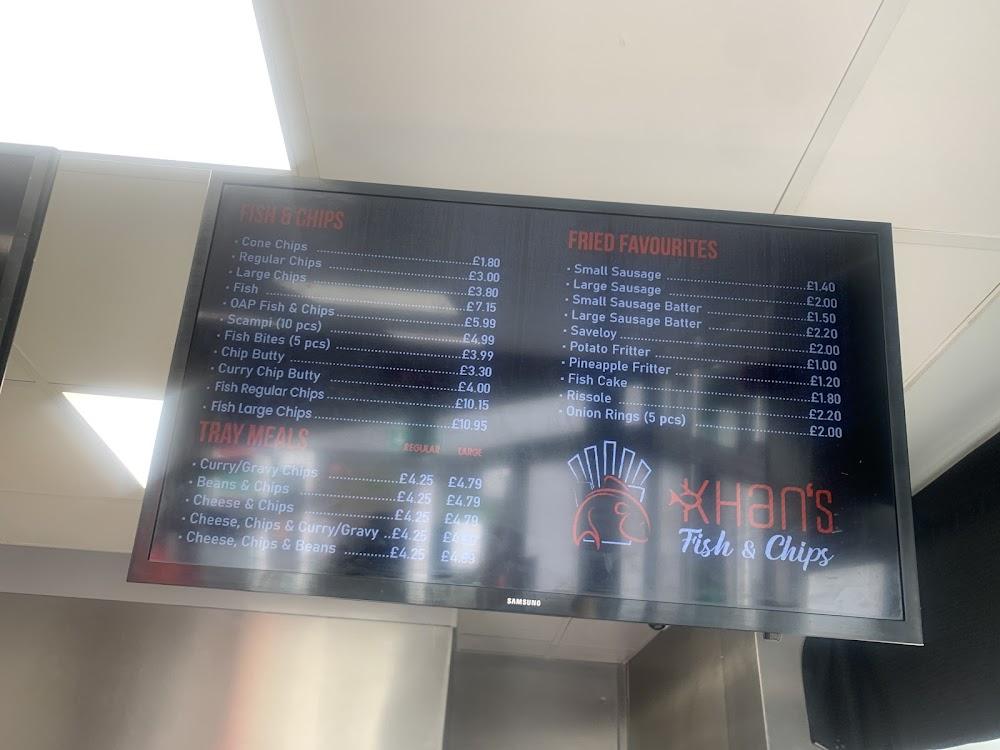 FISH & CHIPS
• Cone Chips ........ £1.80
• Regular Chips ........ £3.00
• Large Chips ........ £3.80
• Fish ........ £7.15
• OAP Fish & Chips ........ £5.99
• Scampi (10 pcs) ........ £4.99
• Fish Bites (5 pcs) ........ £3.99
• Chip Butty ........ £3.30
• Curry Chip Butty ........ £4.00
• Fish Regular Chips ........ £10.15
• Fish Large Chips ........ £10.95
TRAY MEALS REGULAR LARGE
• Curry/Gravy Chips ........ £4.25 £4.79
• Beans & Chips ........ £4.25 £4.79
• Cheese & Chips ........ £4.25 £4.79
• Cheese, Chips & Curry/Gravy .. £4.25
• Cheese, Chips & Beans ........ £4.25
FRIED FAVOURITES
• Small Sausage ........ £1.40
• Large Sausage ........ £2.00
• Small Sausage Batter ........ £1.50
• Large Sausage Batter ........ £2.20
• Saveloy ........ £2.00
• Potato Fritter ........ £1.00
• Pineapple Fritter ........ £1.20
• Fish Cake ........ £1.80
• Rissole ........ £2.20
• Onion Rings (5 pcs) ........ £2.00
KHAN'S
Fish & Chips
SAMSUNG